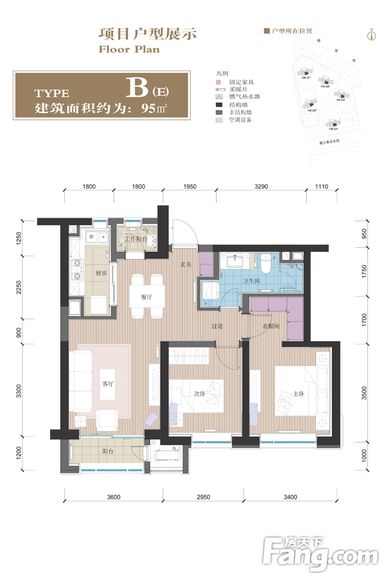 项目户型展示
Floor Plan
户型所在位置
TYPE B(E)
建筑面积约为: 95㎡
凡例
固定家具
采暖片
燃气热水器
结构墙
非结构墙
空调设备
1800 1800 1950 3290 1110
1250
2250
900
3300
1200
950
1750
1700
3500
1000
工作阳台
厨房
玄关
卫生间
餐厅
过道
衣帽间
客厅
次卧
主卧
阳台
3600 2950 3400
房天下
Fang.com